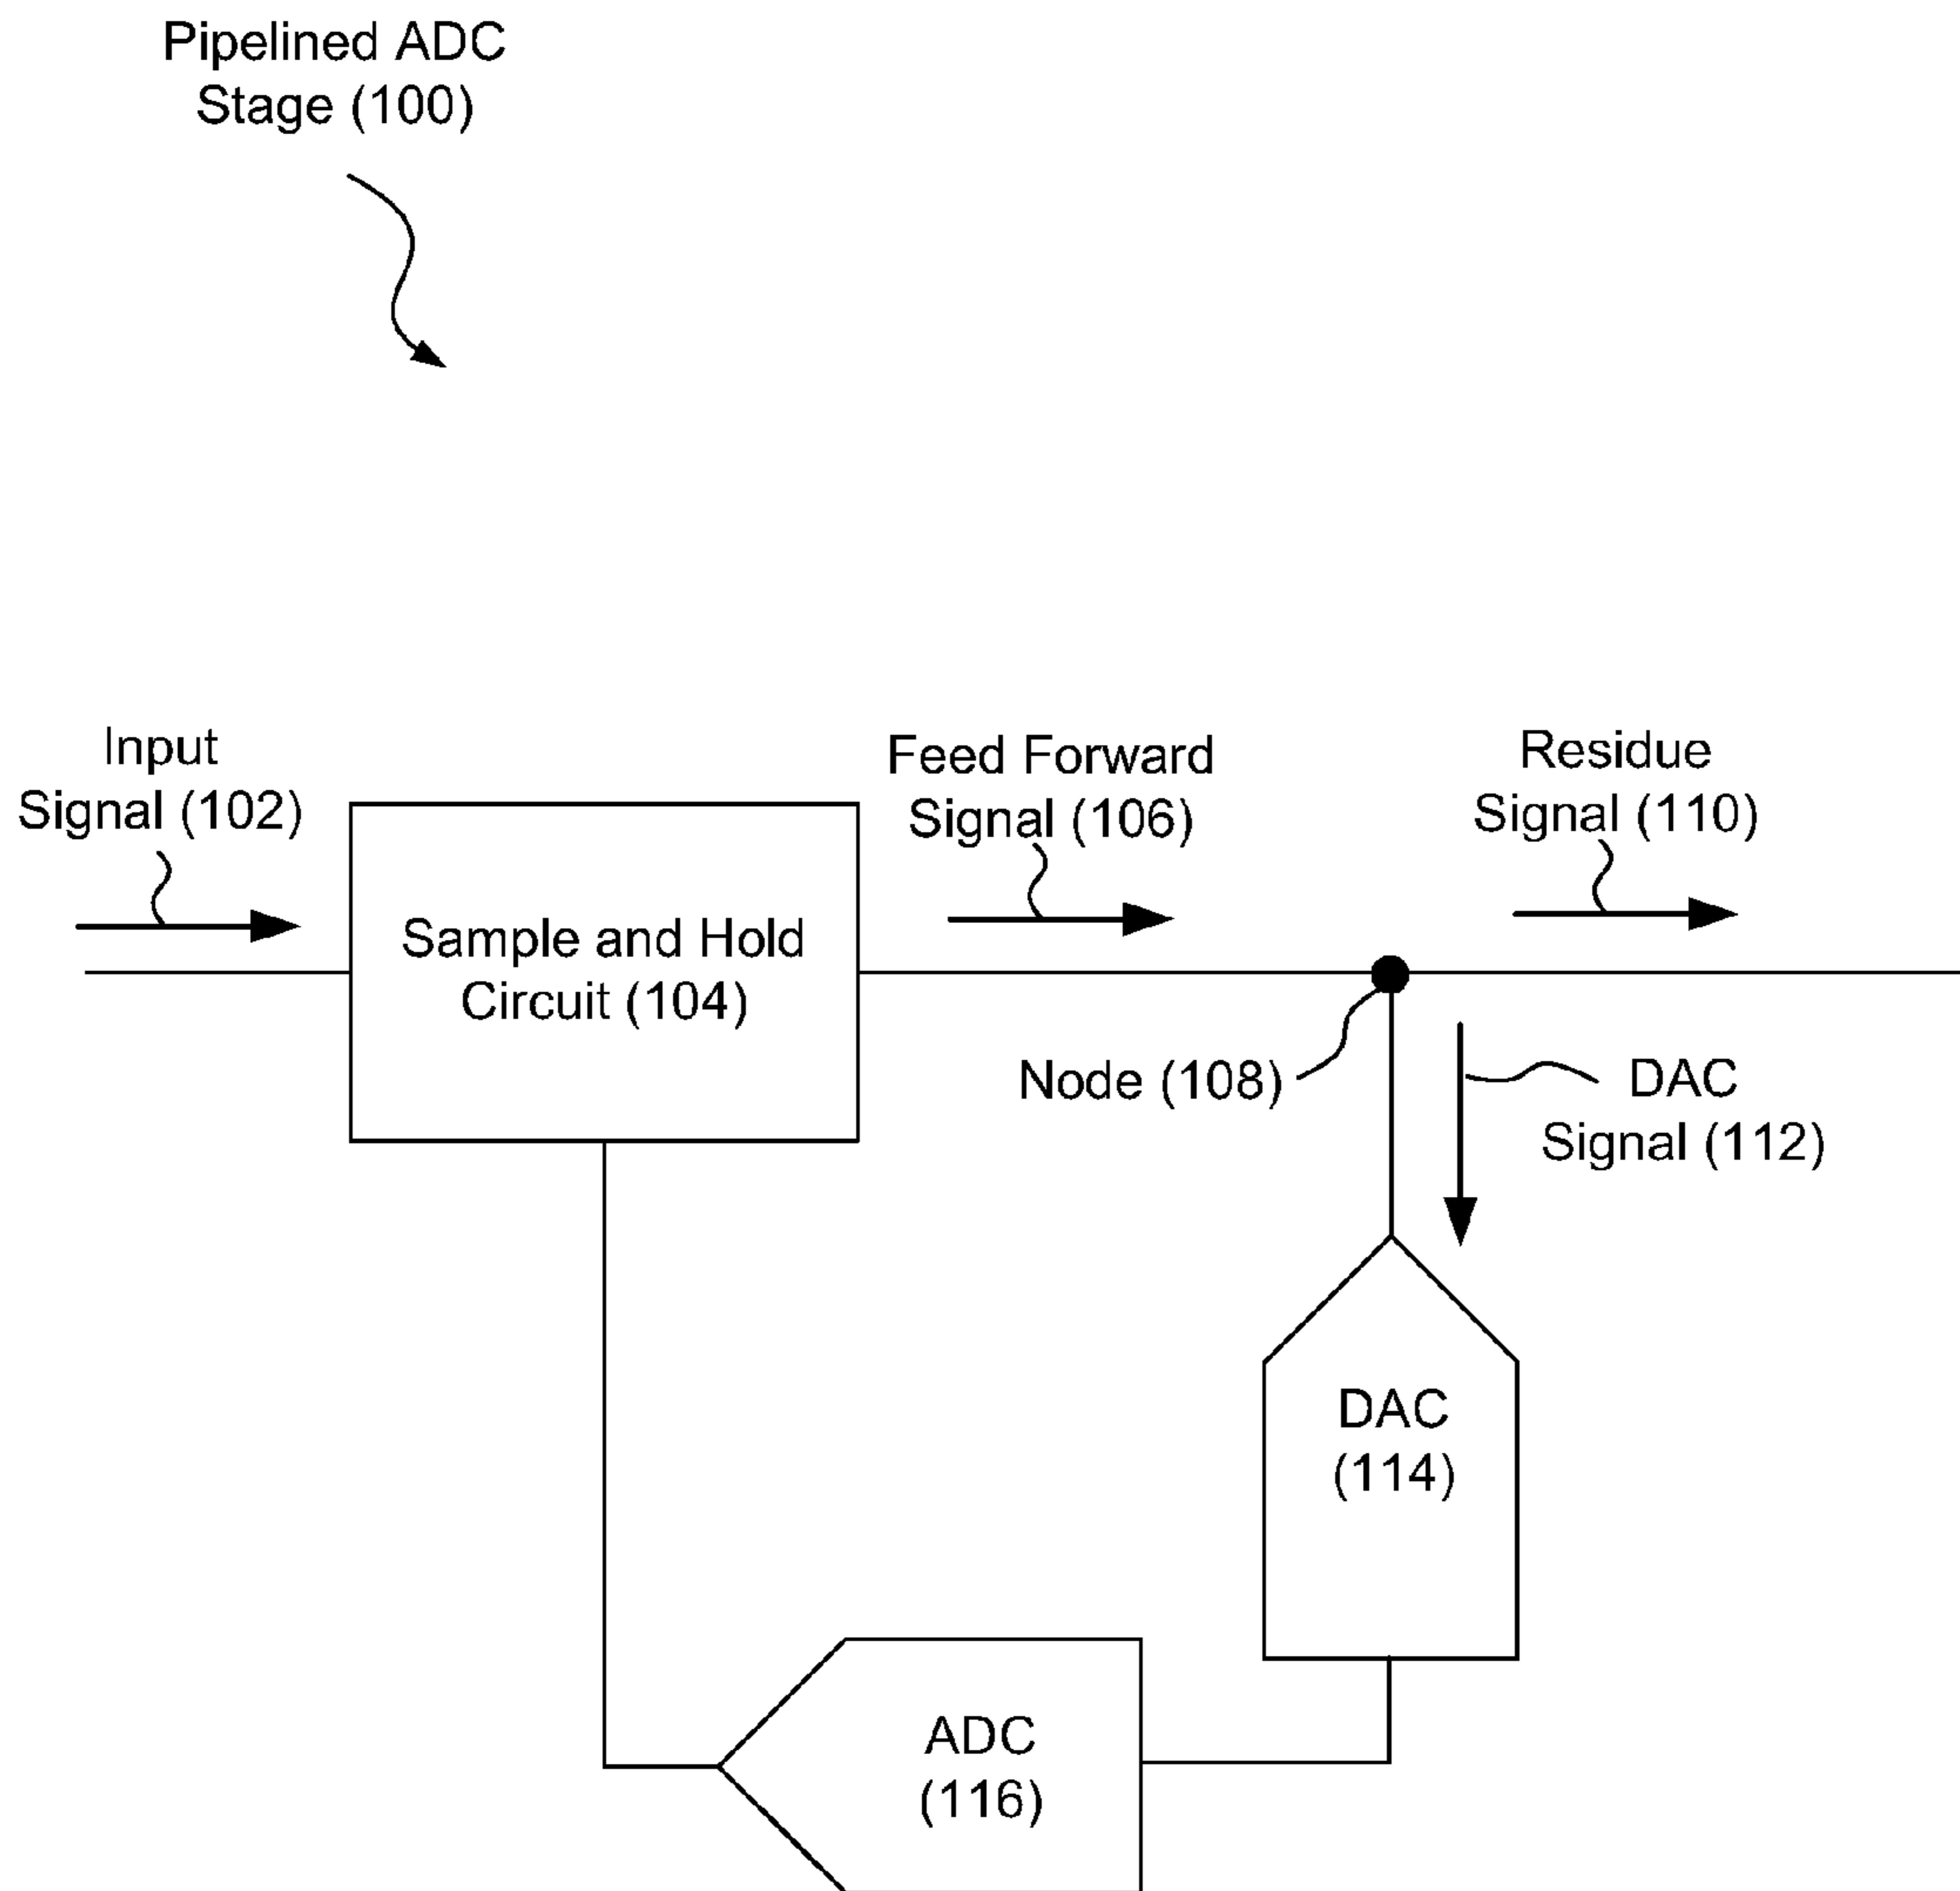 Pipelined ADC
Stage (100)
Input
Signal (102)
Feed Forward
Signal (106)
Residue
Signal (110)
Sample and Hold
Circuit (104)
Node (108)
DAC
Signal (112)
DAC
(114)
ADC
(116)